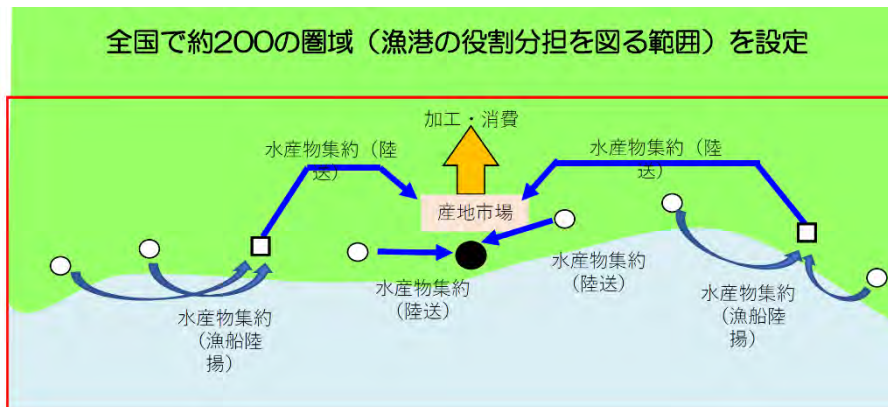 全国で約200の圏域（漁港の役割分担を図る範囲）を設定
加工・消費
水産物集約（陸
送）
水産物集約（陸
送）
産地市場
水産物集約
(陸送）
水産物集約
(陸送）
水産物集約
（漁船陸
揚）
水産物集約
（漁船陸
揚）